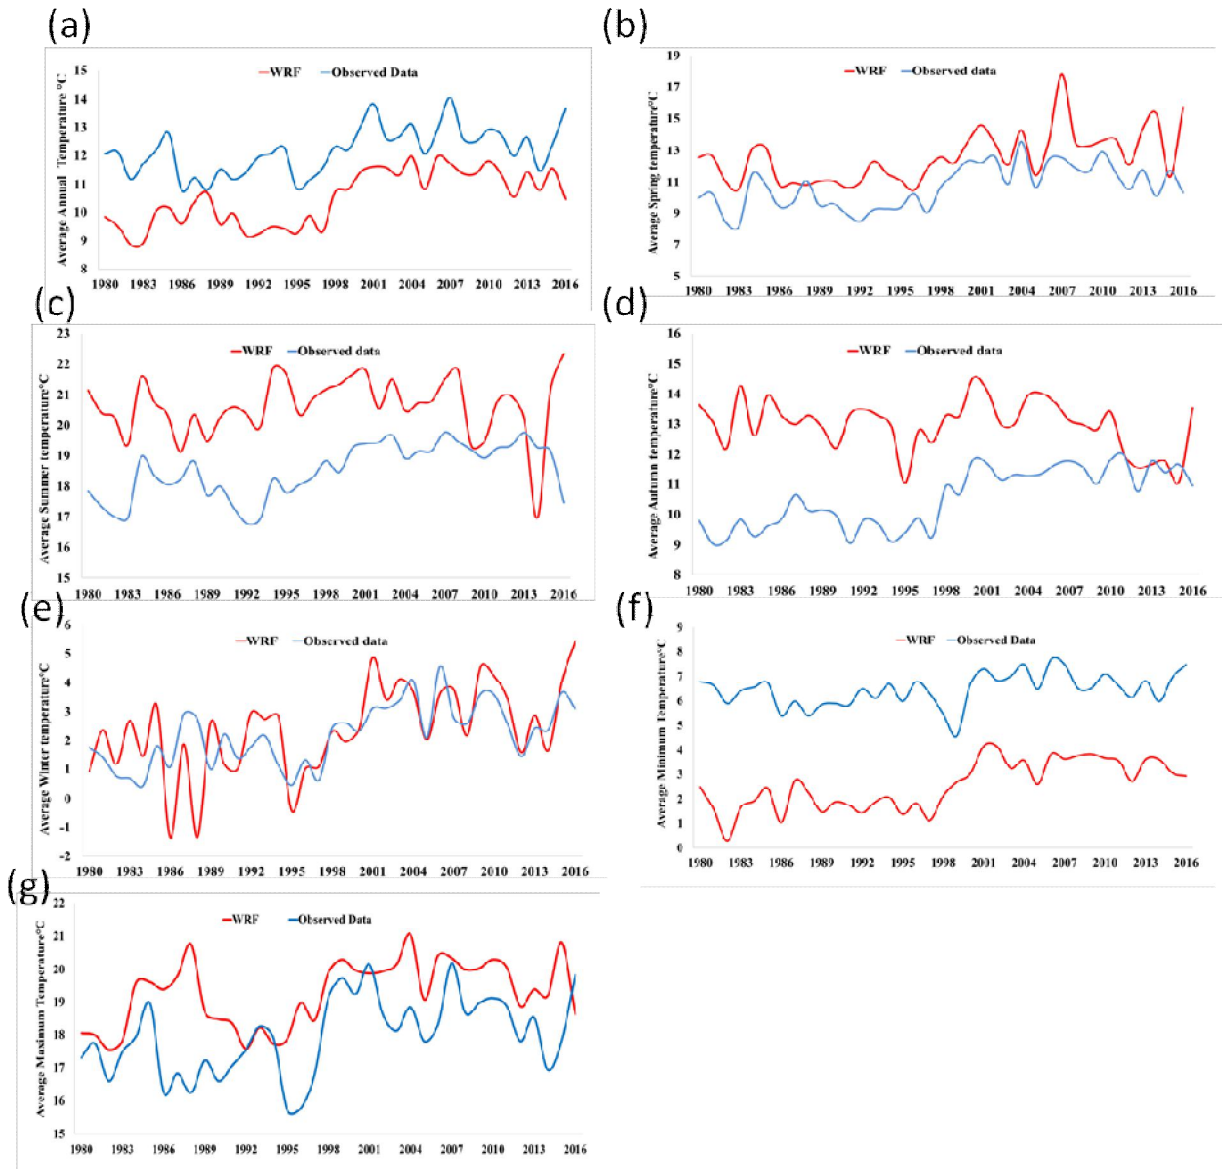 (a)
Average Annual Temperature °C
WRF Observed Data
15
14
13
12
11
10
9
8
1980 1983 1986 1989 1992 1995 1998 2001 2004 2007 2010 2013 2016
(b)
Average Spring temperature°C
WRF Observed data
19
17
15
13
11
9
7
5
1980 1983 1986 1989 1992 1995 1998 2001 2004 2007 2010 2013 2016
(c)
Average Summer temperature°C
WRF Observed data
23
22
21
20
19
18
17
16
15
1980 1983 1986 1989 1992 1995 1998 2001 2004 2007 2010 2013 2016
(d)
Average Autumn temperature°C
WRF Observed data
16
15
14
13
12
11
10
9
8
1980 1983 1986 1989 1992 1995 1998 2001 2004 2007 2010 2013 2016
(e)
Average Winter temperature°C
WRF Observed data
6
5
4
3
2
1
0
-1
-2
1980 1983 1986 1989 1992 1995 1998 2001 2004 2007 2010 2013 2016
(f)
Average Minimum Temperature°C
WRF Observed Data
9
8
7
6
5
4
3
2
1
0
1980 1983 1986 1989 1992 1995 1998 2001 2004 2007 2010 2013 2016
(g)
Average Maximum Temperature°C
WRF Observed Data
22
21
20
19
18
17
16
15
1980 1983 1986 1989 1992 1995 1998 2001 2004 2007 2010 2013 2016